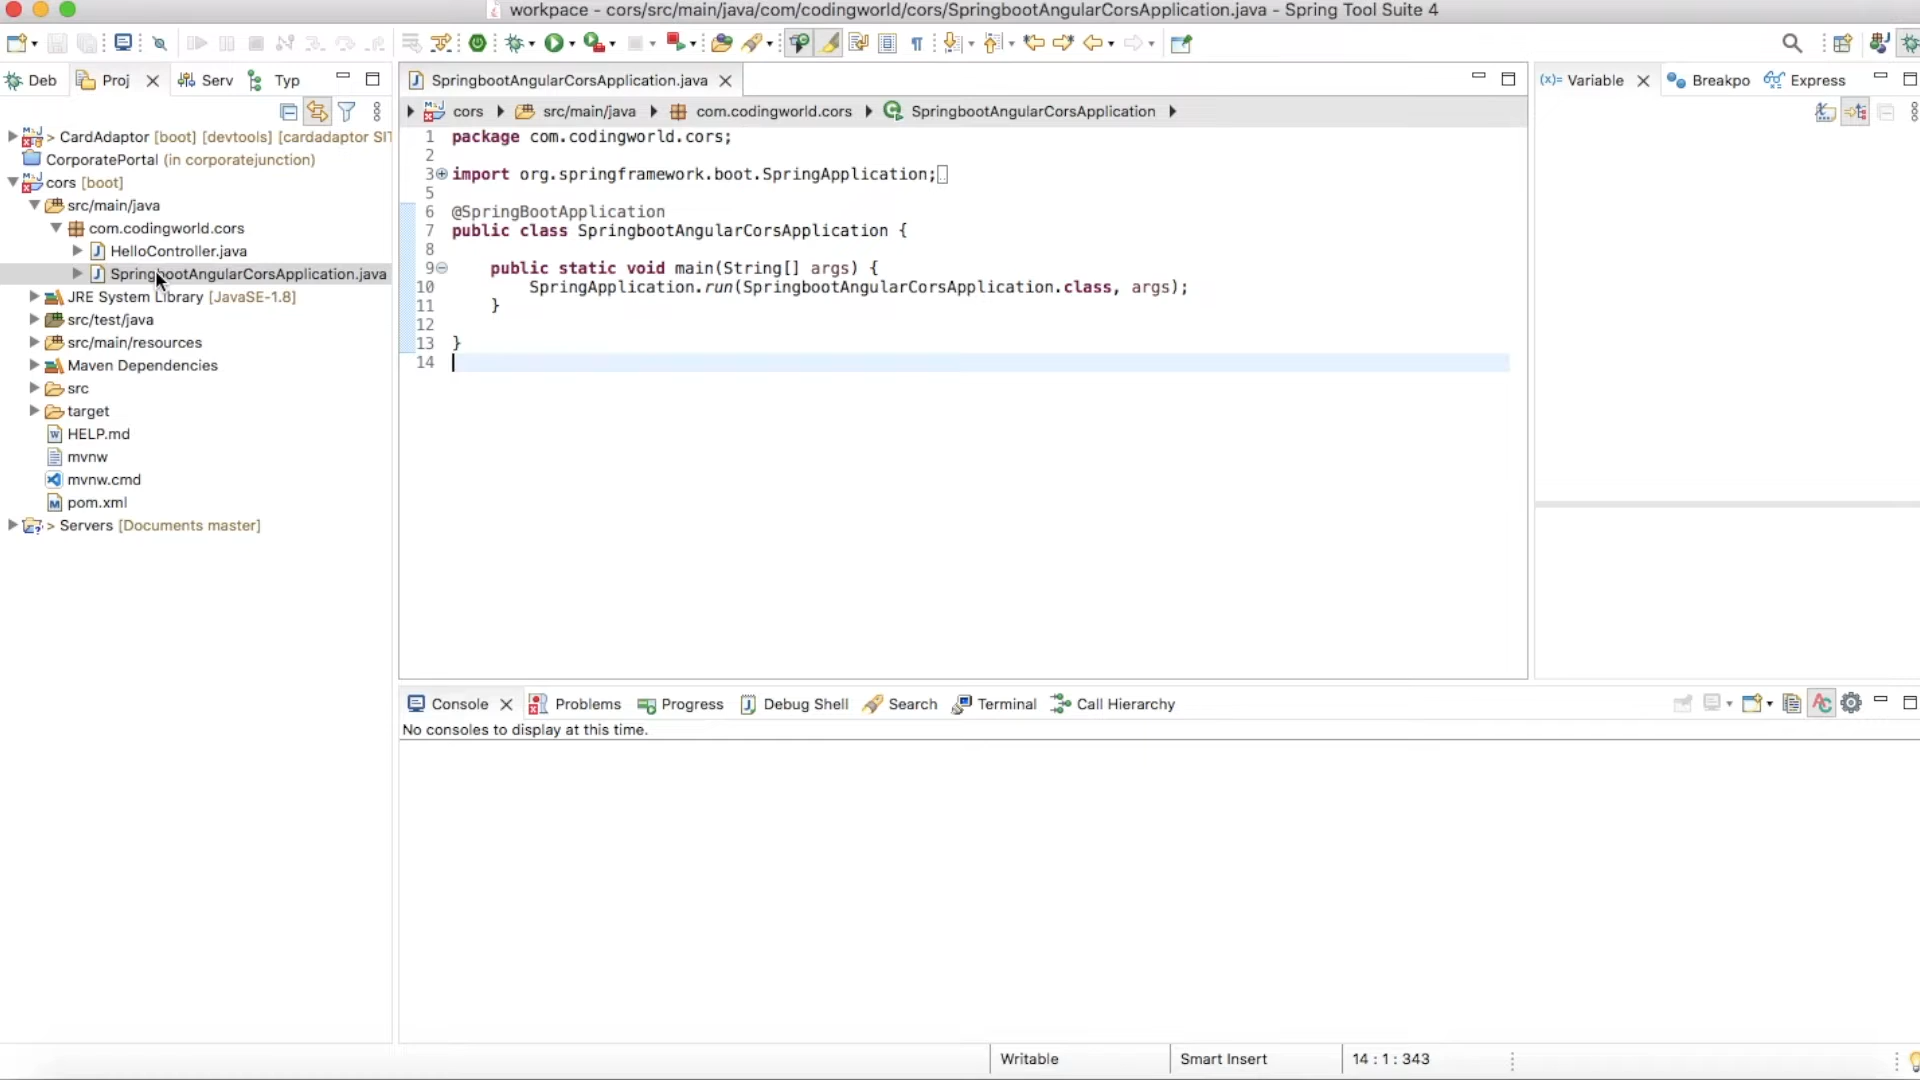 workpace - cors/src/main/java/com/codingworld/cors/SpringbootAngularCorsApplication.java - Spring Tool Suite 4
Deb Proj Serv Typ
> CardAdaptor [boot] [devtools] [cardadaptor SIT
CorporatePortal (in corporatejunction)
cors [boot]
src/main/java
com.codingworld.cors
HelloController.java
SpringbootAngularCorsApplication.java
JRE System Library [JavaSE-1.8]
src/test/java
src/main/resources
Maven Dependencies
src
target
HELP.md
mvnw
mvnw.cmd
pom.xml
> Servers [Documents master]
SpringbootAngularCorsApplication.java
cors src/main/java com.codingworld.cors SpringbootAngularCorsApplication
1 package com.codingworld.cors;
2
3 import org.springframework.boot.SpringApplication;
5
6 @SpringBootApplication
7 public class SpringbootAngularCorsApplication {
8
9 public static void main(String[] args) {
10 SpringApplication.run(SpringbootAngularCorsApplication.class, args);
11 }
12
13 }
14
(x)= Variable Breakpo Express
Console Problems Progress Debug Shell Search Terminal Call Hierarchy
No consoles to display at this time.
Writable Smart Insert 14 : 1 : 343